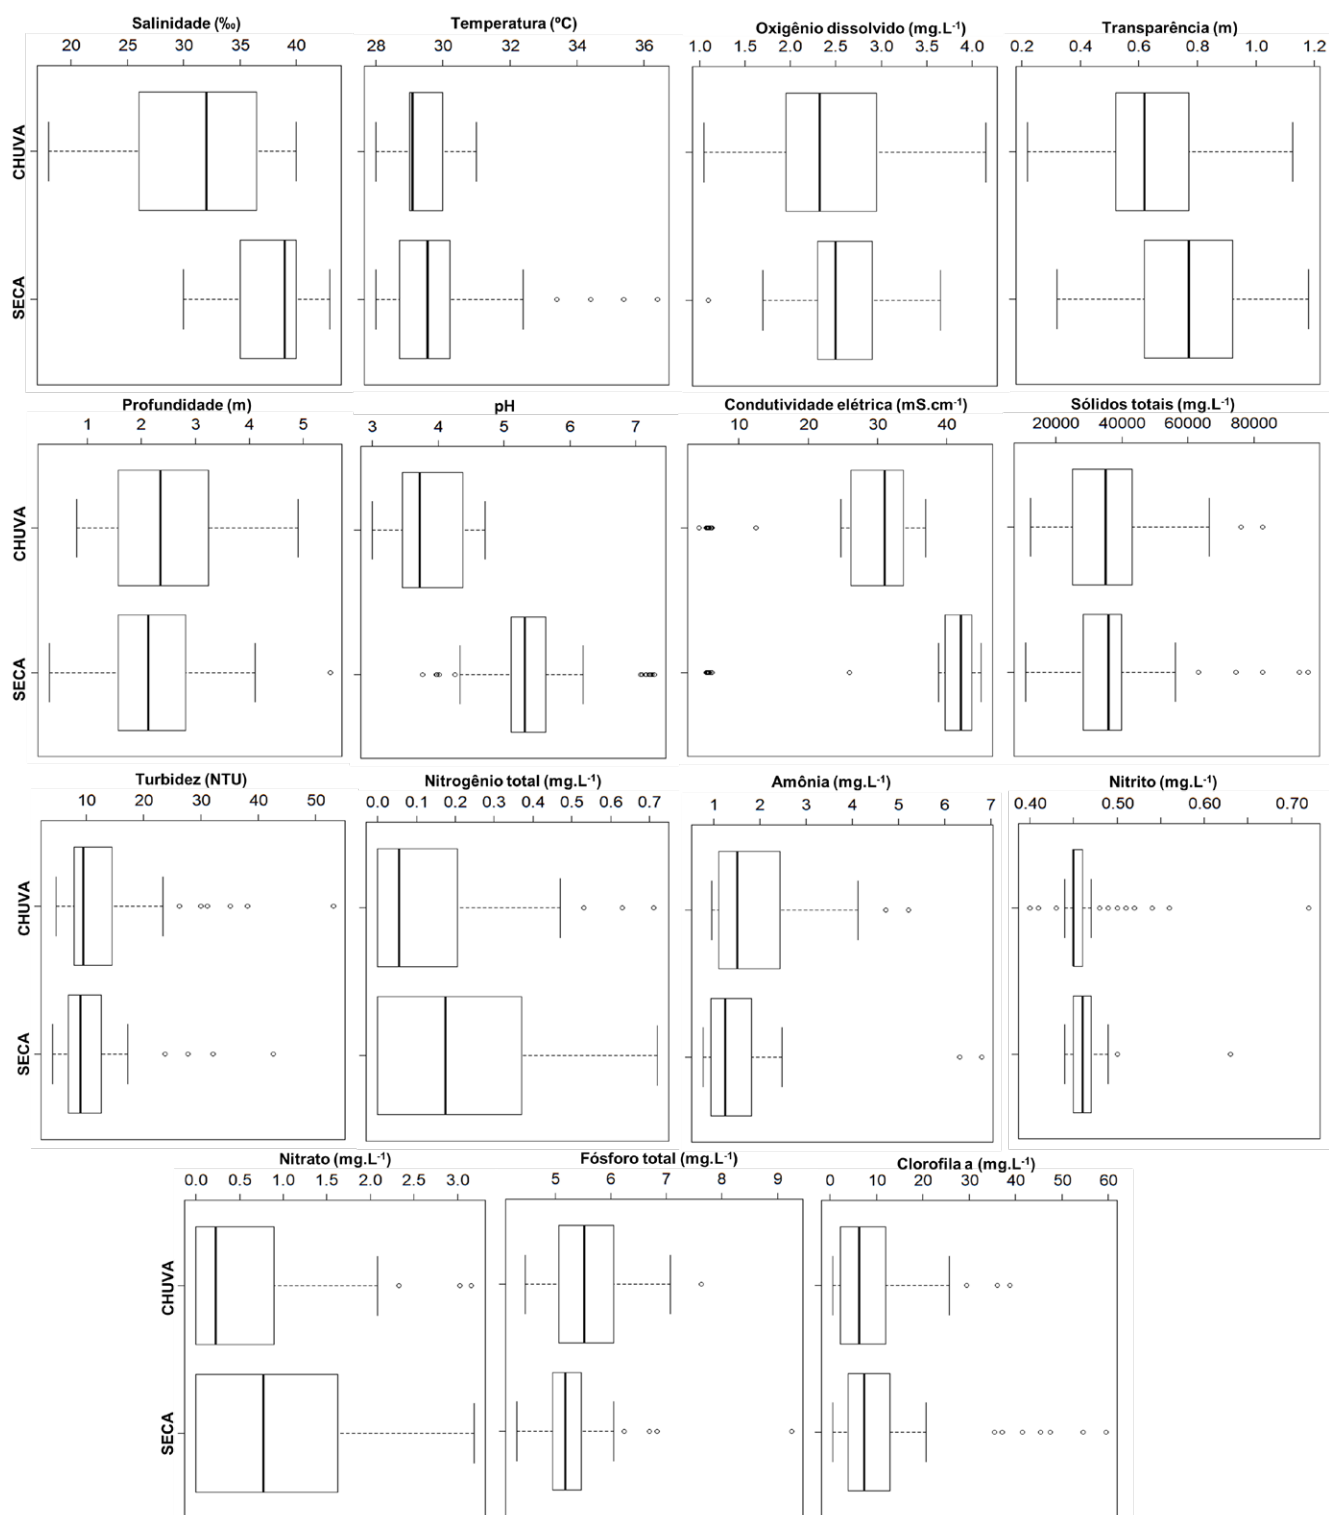 Salinidade (‰)
20 25 30 35 40
Temperatura (ºC)
28 30 32 34 36
Oxigênio dissolvido (mg.L-1)
1.0 1.5 2.0 2.5 3.0 3.5 4.0
Transparência (m)
0.2 0.4 0.6 0.8 1.0 1.2
CHUVA
SECA
Profundidade (m)
1 2 3 4 5
pH
3 4 5 6 7
Condutividade elétrica (mS.cm-1)
10 20 30 40
Sólidos totais (mg.L-1)
20000 40000 60000 80000
CHUVA
SECA
Turbidez (NTU)
10 20 30 40 50
Nitrogênio total (mg.L-1)
0.0 0.1 0.2 0.3 0.4 0.5 0.6 0.7
Amônia (mg.L-1)
1 2 3 4 5 6 7
Nitrito (mg.L-1)
0.40 0.50 0.60 0.70
CHUVA
SECA
Nitrato (mg.L-1)
0.0 0.5 1.0 1.5 2.0 2.5 3.0
Fósforo total (mg.L-1)
5 6 7 8 9
Clorofila a (mg.L-1)
0 10 20 30 40 50 60
CHUVA
SECA